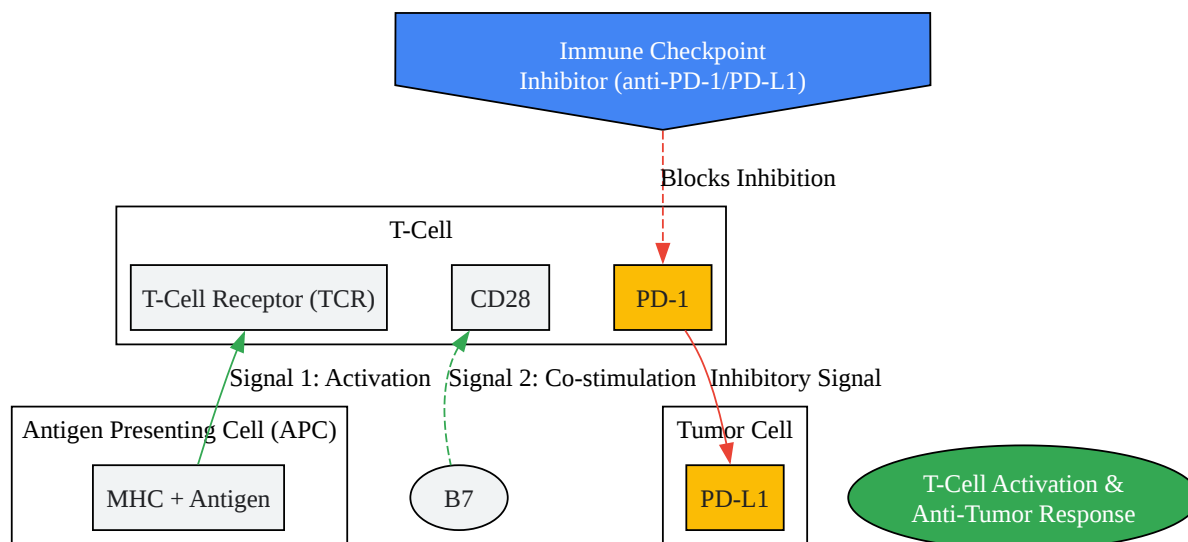 Immune Checkpoint
Inhibitor (anti-PD-1/PD-L1)
Blocks Inhibition
T-Cell
T-Cell Receptor (TCR)
CD28
PD-1
Signal 1: Activation
Signal 2: Co-stimulation
Inhibitory Signal
Antigen Presenting Cell (APC)
Tumor Cell
MHC + Antigen
B7
PD-L1
T-Cell Activation &
Anti-Tumor Response